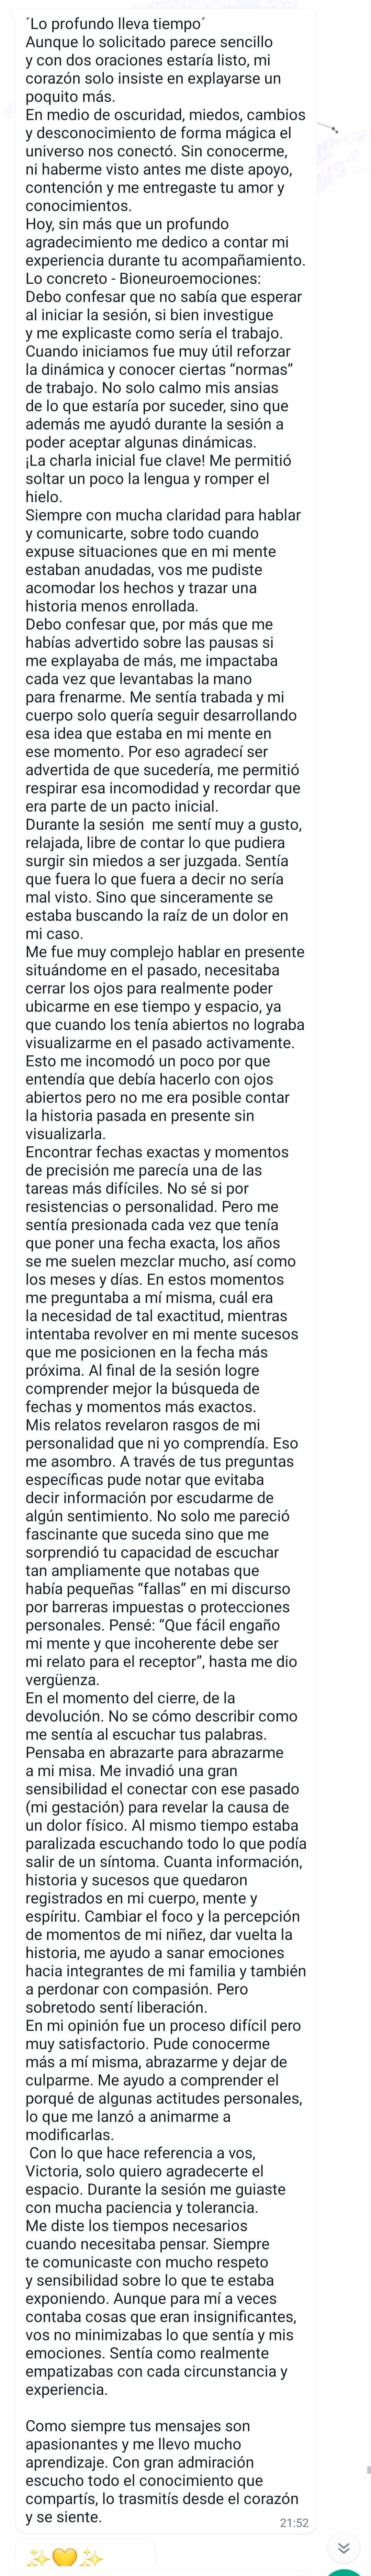 ´Lo profundo lleva tiempo´
Aunque lo solicitado parece sencillo
y con dos oraciones estaría listo, mi
corazón solo insiste en explayarse un
poquito más.
En medio de oscuridad, miedos, cambios
y desconocimiento de forma mágica el
universo nos conectó. Sin conocerme,
ni haberme visto antes me diste apoyo,
contención y me entregaste tu amor y
conocimientos.
Hoy, sin más que un profundo
agradecimiento me dedico a contar mi
experiencia durante tu acompañamiento.
Lo concreto - Bioneuroemociones:
Debo confesar que no sabía que esperar
al iniciar la sesión, si bien investigue
y me explicaste como sería el trabajo.
Cuando iniciamos fue muy útil reforzar
la dinámica y conocer ciertas “normas”
de trabajo. No solo calmo mis ansias
de lo que estaría por suceder, sino que
además me ayudó durante la sesión a
poder aceptar algunas dinámicas.
¡La charla inicial fue clave! Me permitió
soltar un poco la lengua y romper el
hielo.
Siempre con mucha claridad para hablar
y comunicarte, sobre todo cuando
expuse situaciones que en mi mente
estaban anudadas, vos me pudiste
acomodar los hechos y trazar una
historia menos enrollada.
Debo confesar que, por más que me
habías advertido sobre las pausas si
me explayaba de más, me impactaba
cada vez que levantabas la mano
para frenarme. Me sentía trabada y mi
cuerpo solo quería seguir desarrollando
esa idea que estaba en mi mente en
ese momento. Por eso agradecí ser
advertida de que sucedería, me permitió
respirar esa incomodidad y recordar que
era parte de un pacto inicial.
Durante la sesión  me sentí muy a gusto,
relajada, libre de contar lo que pudiera
surgir sin miedos a ser juzgada. Sentía
que fuera lo que fuera a decir no sería
mal visto. Sino que sinceramente se
estaba buscando la raíz de un dolor en
mi caso.
Me fue muy complejo hablar en presente
situándome en el pasado, necesitaba
cerrar los ojos para realmente poder
ubicarme en ese tiempo y espacio, ya
que cuando los tenía abiertos no lograba
visualizarme en el pasado activamente.
Esto me incomodó un poco por que
entendía que debía hacerlo con ojos
abiertos pero no me era posible contar
la historia pasada en presente sin
visualizarla.
Encontrar fechas exactas y momentos
de precisión me parecía una de las
tareas más difíciles. No sé si por
resistencias o personalidad. Pero me
sentía presionada cada vez que tenía
que poner una fecha exacta, los años
se me suelen mezclar mucho, así como
los meses y días. En estos momentos
me preguntaba a mí misma, cuál era
la necesidad de tal exactitud, mientras
intentaba revolver en mi mente sucesos
que me posicionen en la fecha más
próxima. Al final de la sesión logre
comprender mejor la búsqueda de
fechas y momentos más exactos.
Mis relatos revelaron rasgos de mi
personalidad que ni yo comprendía. Eso
me asombro. A través de tus preguntas
específicas pude notar que evitaba
decir información por escudarme de
algún sentimiento. No solo me pareció
fascinante que suceda sino que me
sorprendió tu capacidad de escuchar
tan ampliamente que notabas que
había pequeñas “fallas” en mi discurso
por barreras impuestas o protecciones
personales. Pensé: “Que fácil engaño
mi mente y que incoherente debe ser
mi relato para el receptor”, hasta me dio
vergüenza.
En el momento del cierre, de la
devolución. No se cómo describir como
me sentía al escuchar tus palabras.
Pensaba en abrazarte para abrazarme
a mi misa. Me invadió una gran
sensibilidad el conectar con ese pasado
(mi gestación) para revelar la causa de
un dolor físico. Al mismo tiempo estaba
paralizada escuchando todo lo que podía
salir de un síntoma. Cuanta información,
historia y sucesos que quedaron
registrados en mi cuerpo, mente y
espíritu. Cambiar el foco y la percepción
de momentos de mi niñez, dar vuelta la
historia, me ayudo a sanar emociones
hacia integrantes de mi familia y también
a perdonar con compasión. Pero
sobretodo sentí liberación.
En mi opinión fue un proceso difícil pero
muy satisfactorio. Pude conocerme
más a mí misma, abrazarme y dejar de
culparme. Me ayudo a comprender el
porqué de algunas actitudes personales,
lo que me lanzó a animarme a
modificarlas.
 Con lo que hace referencia a vos,
Victoria, solo quiero agradecerte el
espacio. Durante la sesión me guiaste
con mucha paciencia y tolerancia.
Me diste los tiempos necesarios
cuando necesitaba pensar. Siempre
te comunicaste con mucho respeto
y sensibilidad sobre lo que te estaba
exponiendo. Aunque para mí a veces
contaba cosas que eran insignificantes,
vos no minimizabas lo que sentía y mis
emociones. Sentía como realmente
empatizabas con cada circunstancia y
experiencia.

Como siempre tus mensajes son
apasionantes y me llevo mucho
aprendizaje. Con gran admiración
escucho todo el conocimiento que
compartís, lo trasmitís desde el corazón
y se siente.
21:52
✨💛✨